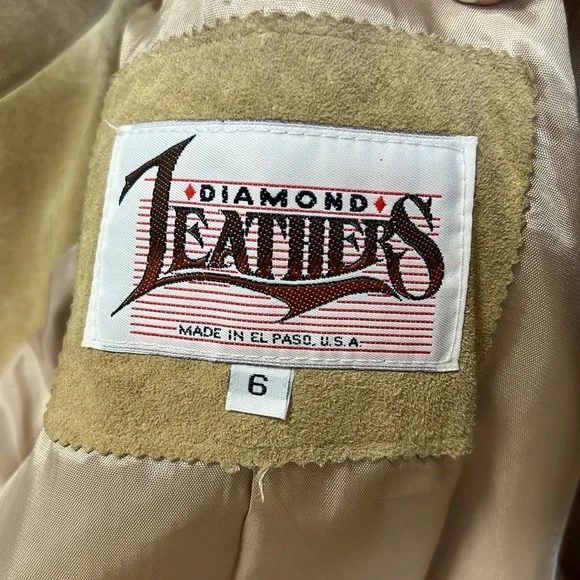 DIAMOND
LEATHERS
MADE IN EL PASO, U.S.A.
6